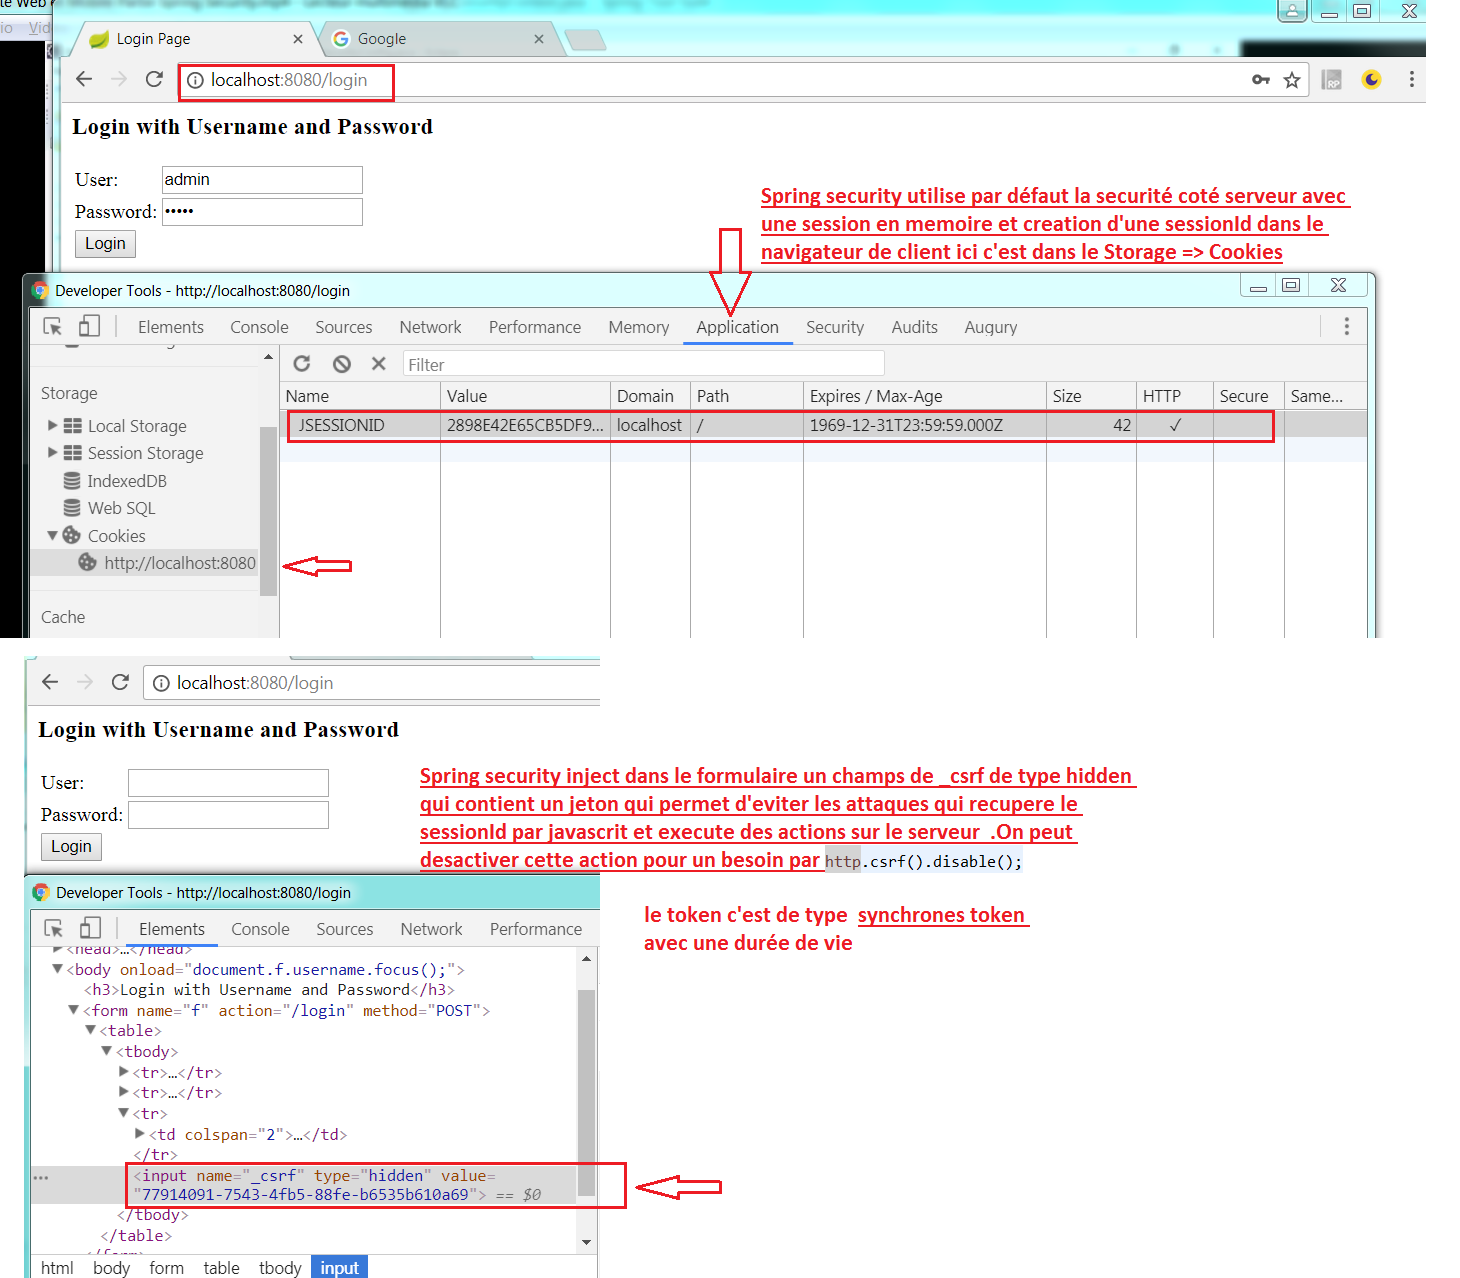 Login Page
Google
localhost:8080/login
Login with Username and Password
User:
admin
Password:
•••••
Login
Spring security utilise par défaut la securité coté serveur avec
une session en memoire et creation d'une sessionId dans le
navigateur de client ici c'est dans le Storage => Cookies
Developer Tools - http://localhost:8080/login
Elements Console Sources Network Performance Memory Application Security Audits Augury
Filter
Storage
Local Storage
Session Storage
IndexedDB
Web SQL
Cookies
http://localhost:8080
Cache
Name Value Domain Path Expires / Max-Age Size HTTP Secure Same...
JSESSIONID 2898E42E65CB5DF9... localhost / 1969-12-31T23:59:59.000Z 42 ✓
localhost:8080/login
Login with Username and Password
User:
Password:
Login
Spring security inject dans le formulaire un champs de _csrf de type hidden
qui contient un jeton qui permet d'eviter les attaques qui recupere le
sessionId par javascrit et execute des actions sur le serveur .On peut
desactiver cette action pour un besoin par http.csrf().disable();
le token c'est de type synchrones token
avec une durée de vie
Developer Tools - http://localhost:8080/login
Elements Console Sources Network Performance
<head>…</head>
<body onload="document.f.username.focus();">
<h3>Login with Username and Password</h3>
<form name="f" action="/login" method="POST">
<table>
<tbody>
<tr>…</tr>
<tr>…</tr>
<tr>
<td colspan="2">…</td>
</tr>
<input name="_csrf" type="hidden" value=
"77914091-7543-4fb5-88fe-b6535b610a69"> == $0
</tbody>
</table>
</form>
html body form table tbody input